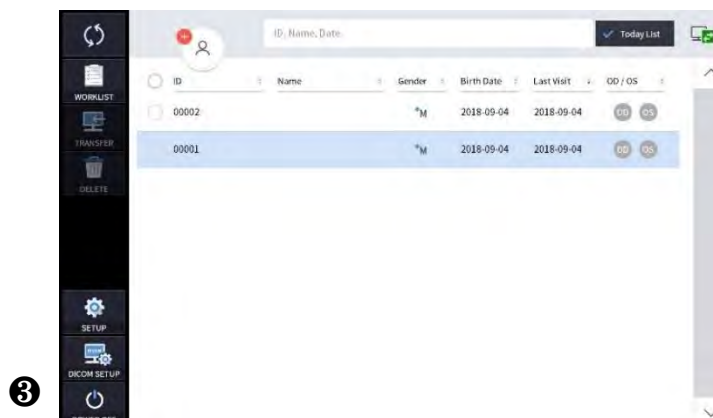 ID, Name, Date
Today List
WORKLIST
TRANSFER
DELETE
SETUP
DICOM SETUP
ID Name Gender Birth Date Last Visit OD / OS
00002 M 2018-09-04 2018-09-04 OD OS
00001 M 2018-09-04 2018-09-04 OD OS
❸